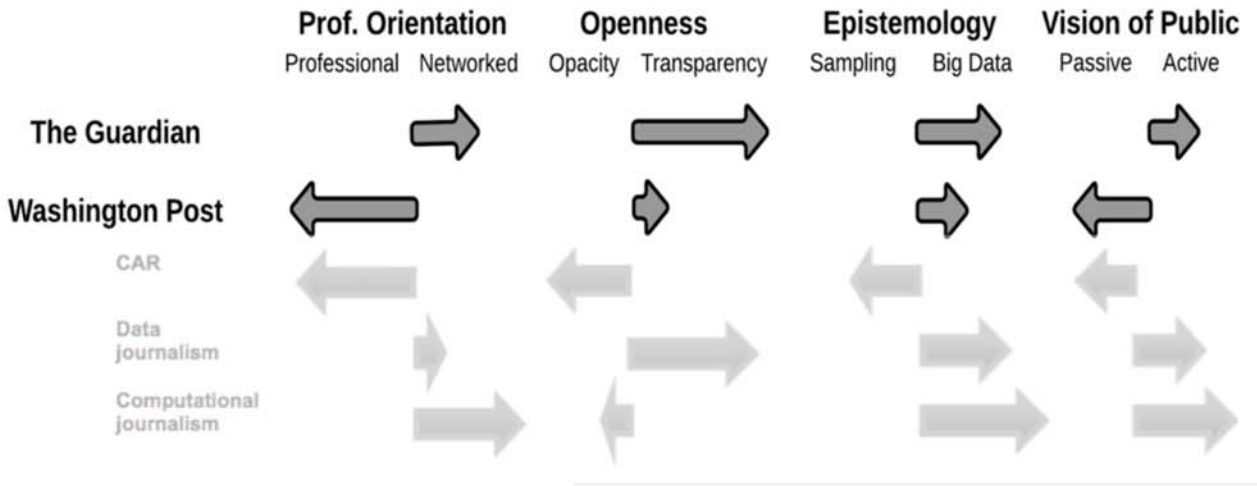 Prof. Orientation Openness Epistemology Vision of Public
Professional Networked Opacity Transparency Sampling Big Data Passive Active
The Guardian
Washington Post
CAR
Data
journalism
Computational
journalism